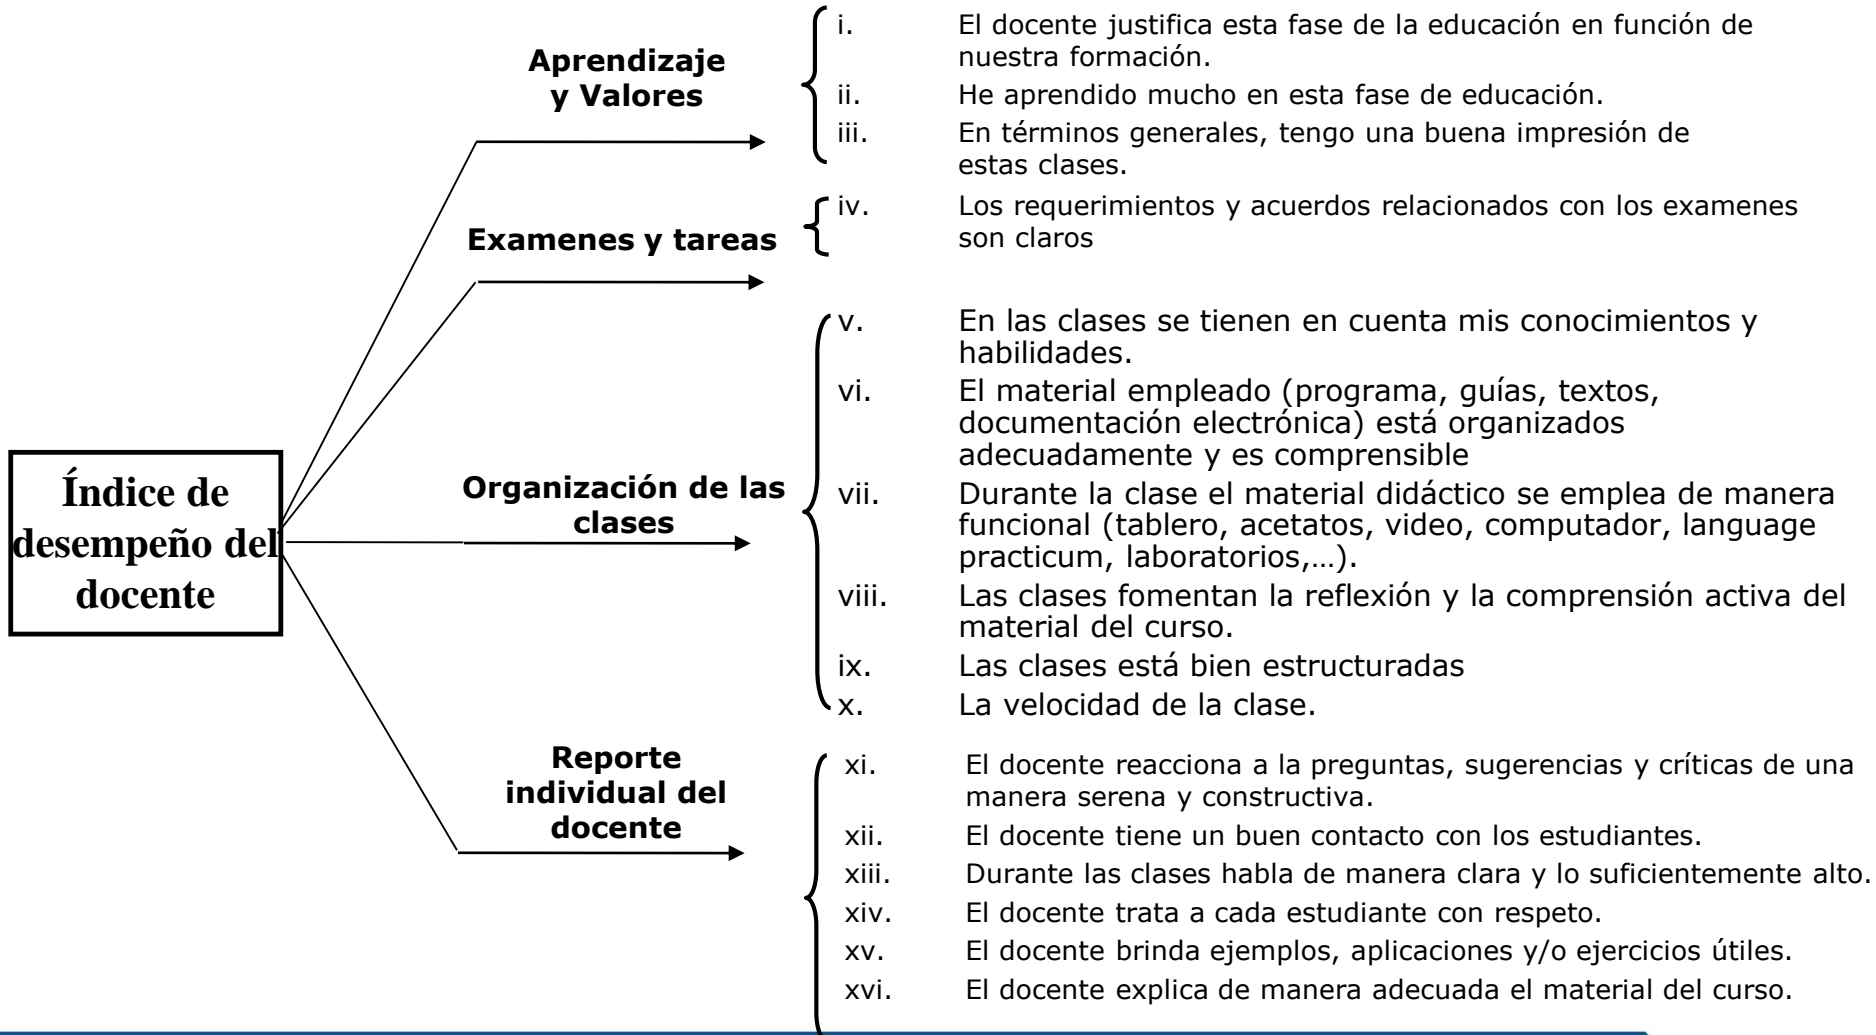 Aprendizaje
y Valores
i. El docente justifica esta fase de la educación en función de
nuestra formación.
ii. He aprendido mucho en esta fase de educación.
iii. En términos generales, tengo una buena impresión de
estas clases.
Examenes y tareas
iv. Los requerimientos y acuerdos relacionados con los examenes
son claros
Índice de
desempeño del
docente
Organización de las
clases
v. En las clases se tienen en cuenta mis conocimientos y
habilidades.
vi. El material empleado (programa, guías, textos,
documentación electrónica) está organizados
adecuadamente y es comprensible
vii. Durante la clase el material didáctico se emplea de manera
funcional (tablero, acetatos, video, computador, language
practicum, laboratorios,…).
viii. Las clases fomentan la reflexión y la comprensión activa del
material del curso.
ix. Las clases está bien estructuradas
x. La velocidad de la clase.
Reporte
individual del
docente
xi. El docente reacciona a la preguntas, sugerencias y críticas de una
manera serena y constructiva.
xii. El docente tiene un buen contacto con los estudiantes.
xiii. Durante las clases habla de manera clara y lo suficientemente alto.
xiv. El docente trata a cada estudiante con respeto.
xv. El docente brinda ejemplos, aplicaciones y/o ejercicios útiles.
xvi. El docente explica de manera adecuada el material del curso.